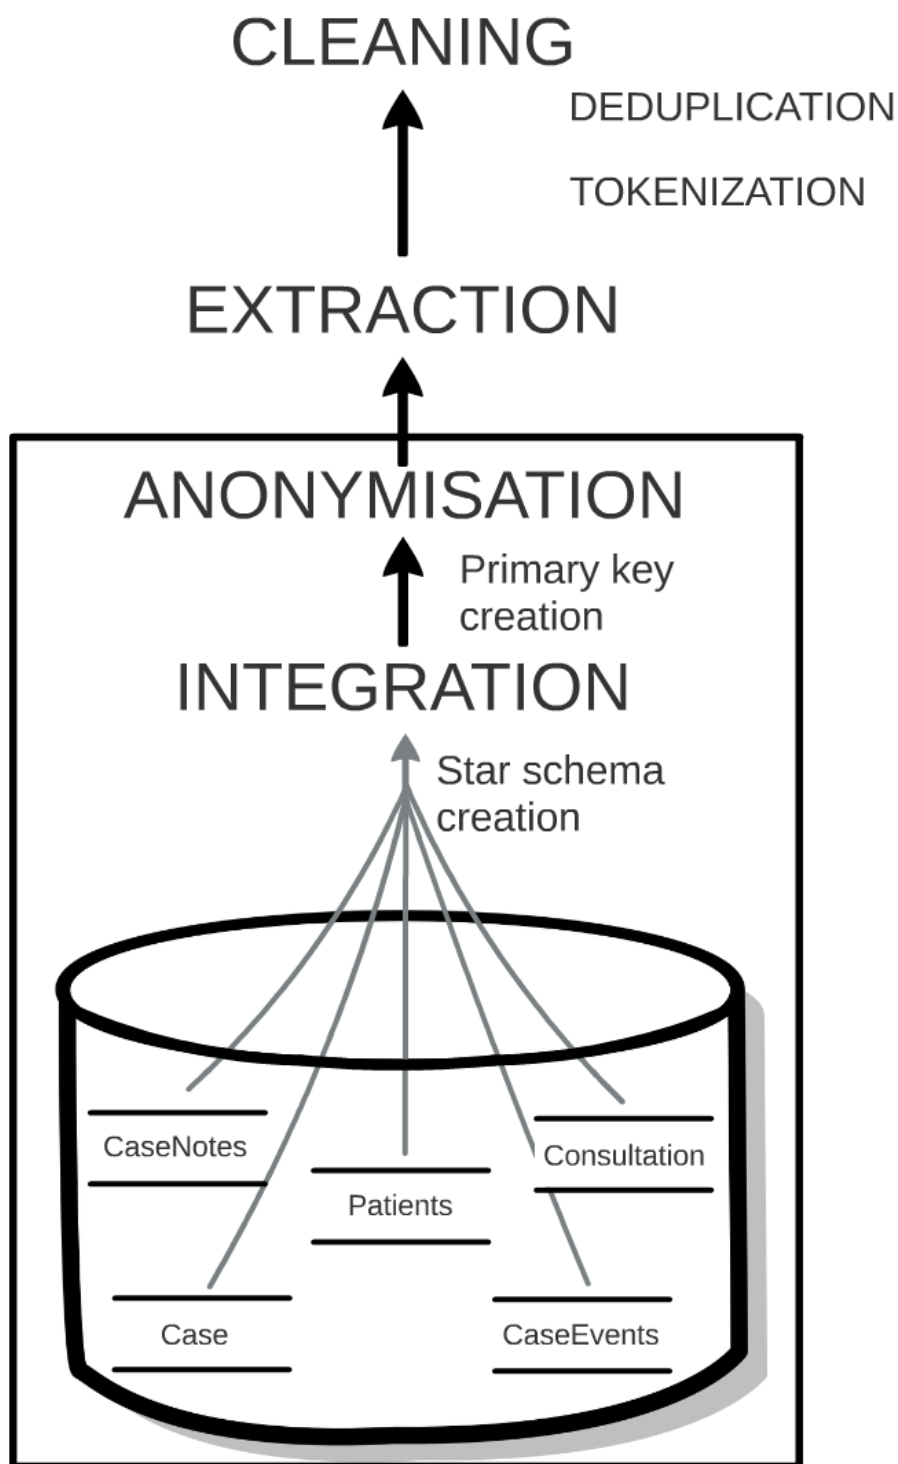 CLEANING
DEDUPLICATION
TOKENIZATION
EXTRACTION
ANONYMISATION
Primary key
creation
INTEGRATION
Star schema
creation
CaseNotes
Consultation
Patients
Case
CaseEvents